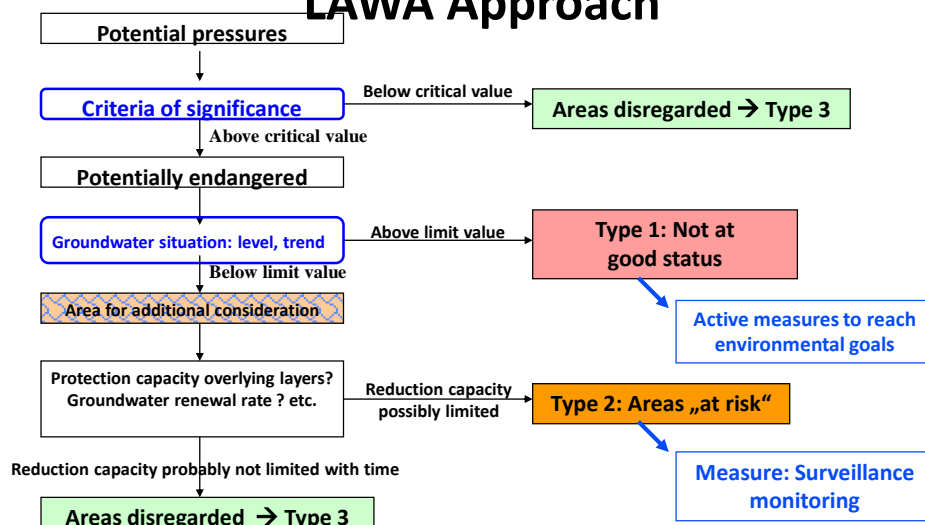 LAWA Approach
Potential pressures
Criteria of significance
Below critical value
Areas disregarded → Type 3
Above critical value
Potentially endangered
Groundwater situation: level, trend
Above limit value
Type 1: Not at
good status
Below limit value
Area for additional consideration
Active measures to reach
environmental goals
Protection capacity overlying layers?
Groundwater renewal rate ? etc.
Reduction capacity
possibly limited
Type 2: Areas „at risk“
Reduction capacity probably not limited with time
Measure: Surveillance
monitoring
Areas disregarded → Type 3